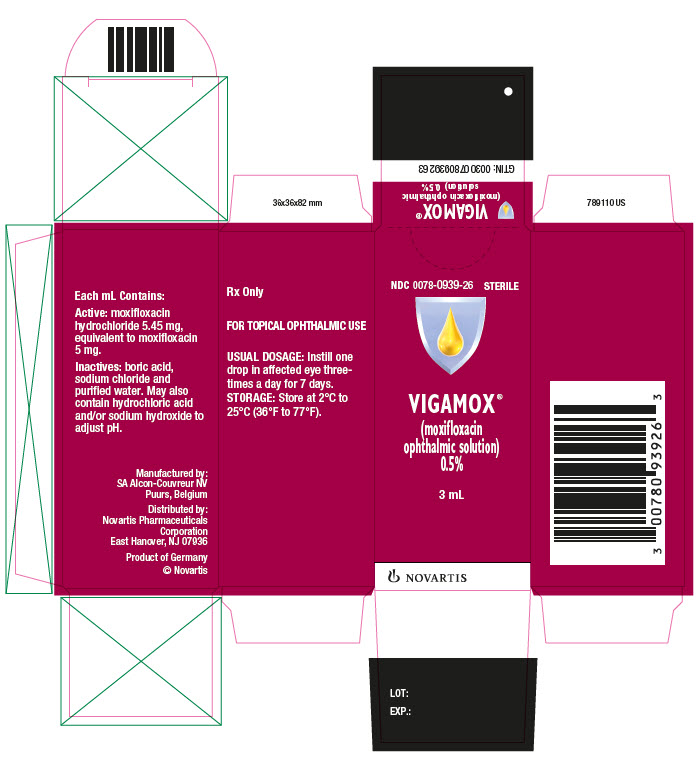 GTIN: 00300780939263
VIGAMOX®
(moxifloxacin ophthalmic
solution) 0.5%
36x36x82 mm
789110 US
Each mL Contains:
Active: moxifloxacin
hydrochloride 5.45 mg,
equivalent to moxifloxacin
5 mg.
Inactives: boric acid,
sodium chloride and
purified water. May also
contain hydrochloric acid
and/or sodium hydroxide to
adjust pH.
Manufactured by:
SA Alcon-Couvreur NV
Puurs, Belgium
Distributed by:
Novartis Pharmaceuticals
Corporation
East Hanover, NJ 07936
Product of Germany
© Novartis
Rx Only
FOR TOPICAL OPHTHALMIC USE
USUAL DOSAGE: Instill one
drop in affected eye three-
times a day for 7 days.
STORAGE: Store at 2°C to
25°C (36°F to 77°F).
NDC 0078-0939-26 STERILE
VIGAMOX®
(moxifloxacin
ophthalmic solution)
0.5%
3 mL
NOVARTIS
LOT:
EXP.:
3 00780 93926 3